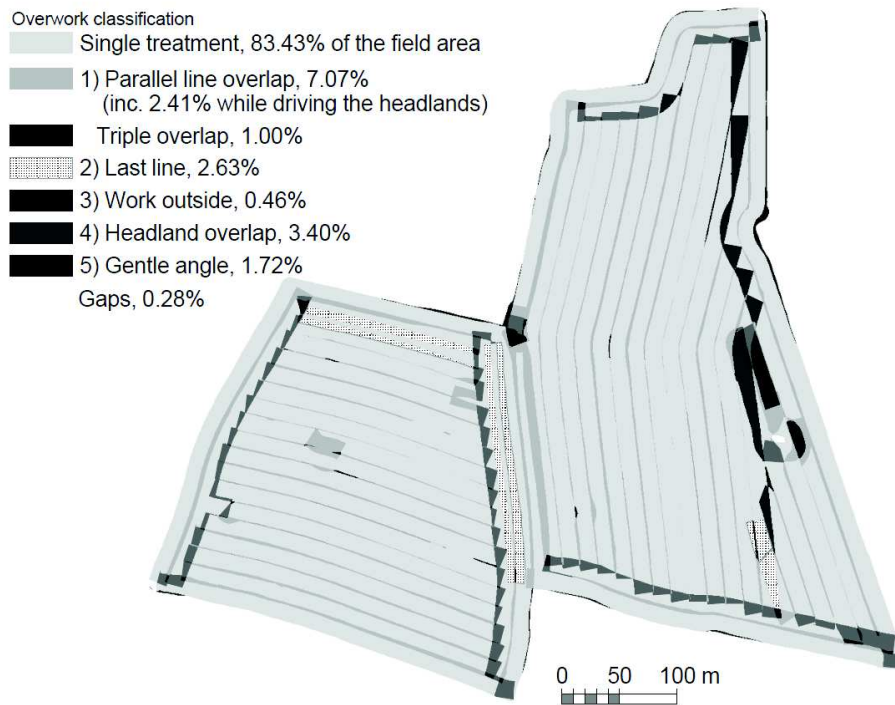 Overwork classification
Single treatment, 83.43% of the field area
1) Parallel line overlap, 7.07%
(inc. 2.41% while driving the headlands)
Triple overlap, 1.00%
2) Last line, 2.63%
3) Work outside, 0.46%
4) Headland overlap, 3.40%
5) Gentle angle, 1.72%
Gaps, 0.28%
0 50 100 m